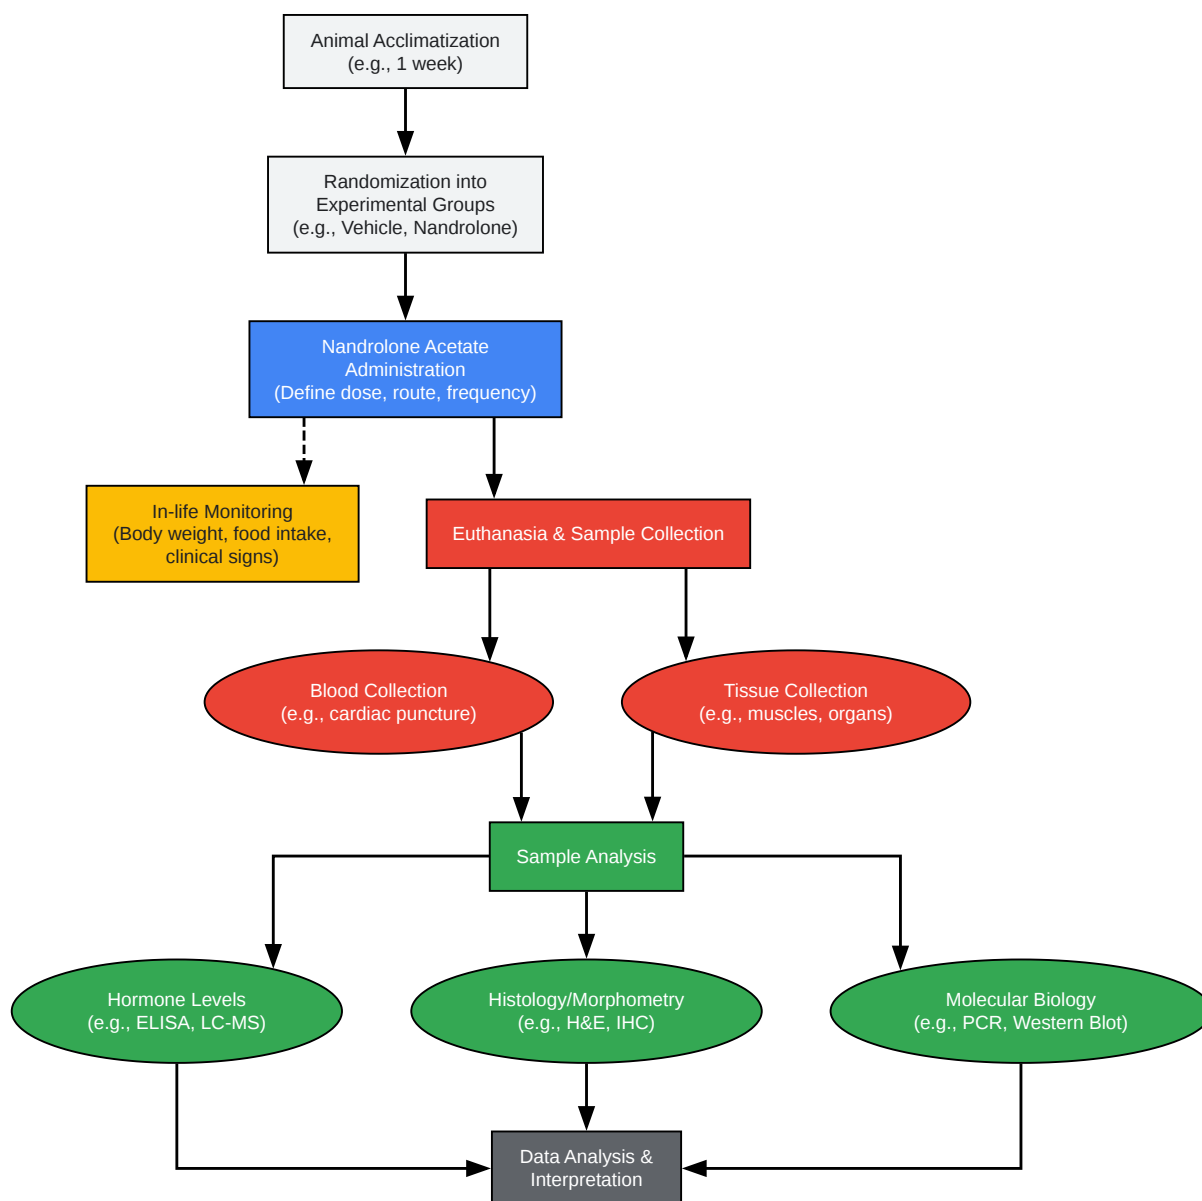 Animal Acclimatization
(e.g., 1 week)
Randomization into
Experimental Groups
(e.g., Vehicle, Nandrolone)
Nandrolone Acetate
Administration
(Define dose, route, frequency)
In-life Monitoring
(Body weight, food intake,
clinical signs)
Euthanasia & Sample Collection
Blood Collection
(e.g., cardiac puncture)
Tissue Collection
(e.g., muscles, organs)
Sample Analysis
Hormone Levels
(e.g., ELISA, LC-MS)
Histology/Morphometry
(e.g., H&E, IHC)
Molecular Biology
(e.g., PCR, Western Blot)
Data Analysis &
Interpretation